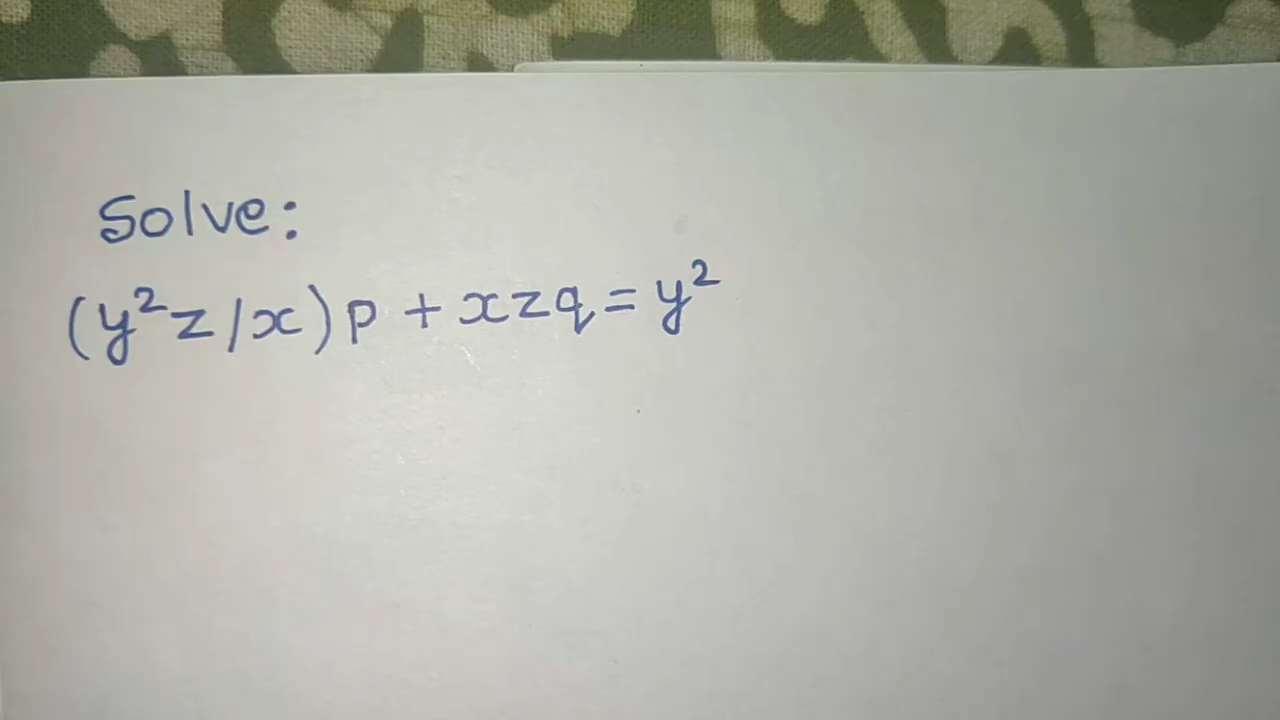 Solve:
(y²z/x)p + xzq = y²